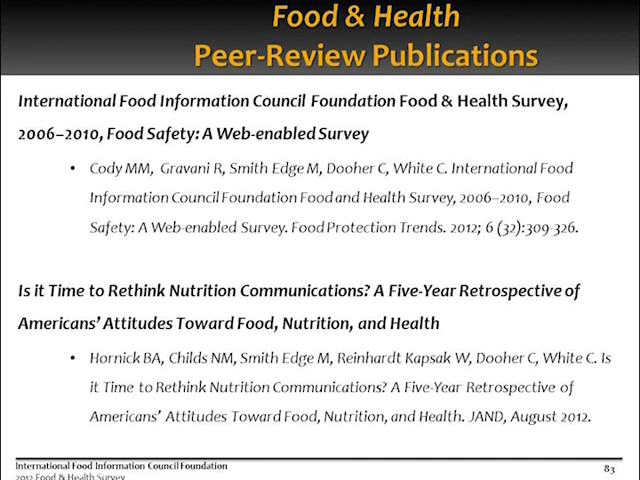 Food & Health
Peer-Review Publications
International Food Information Council Foundation Food & Health Survey,
2006–2010, Food Safety: A Web-enabled Survey
• Cody MM, Gravani R, Smith Edge M, Dooher C, White C. International Food
Information Council Foundation Food and Health Survey, 2006–2010, Food
Safety: A Web-enabled Survey. Food Protection Trends. 2012; 6 (32):309-326.
Is it Time to Rethink Nutrition Communications? A Five-Year Retrospective of
Americans’ Attitudes Toward Food, Nutrition, and Health
• Hornick BA, Childs NM, Smith Edge M, Reinhardt Kapsak W, Dooher C, White C. Is
it Time to Rethink Nutrition Communications? A Five-Year Retrospective of
Americans’ Attitudes Toward Food, Nutrition, and Health. JAND, August 2012.
International Food Information Council Foundation
2012 Food & Health Survey
83